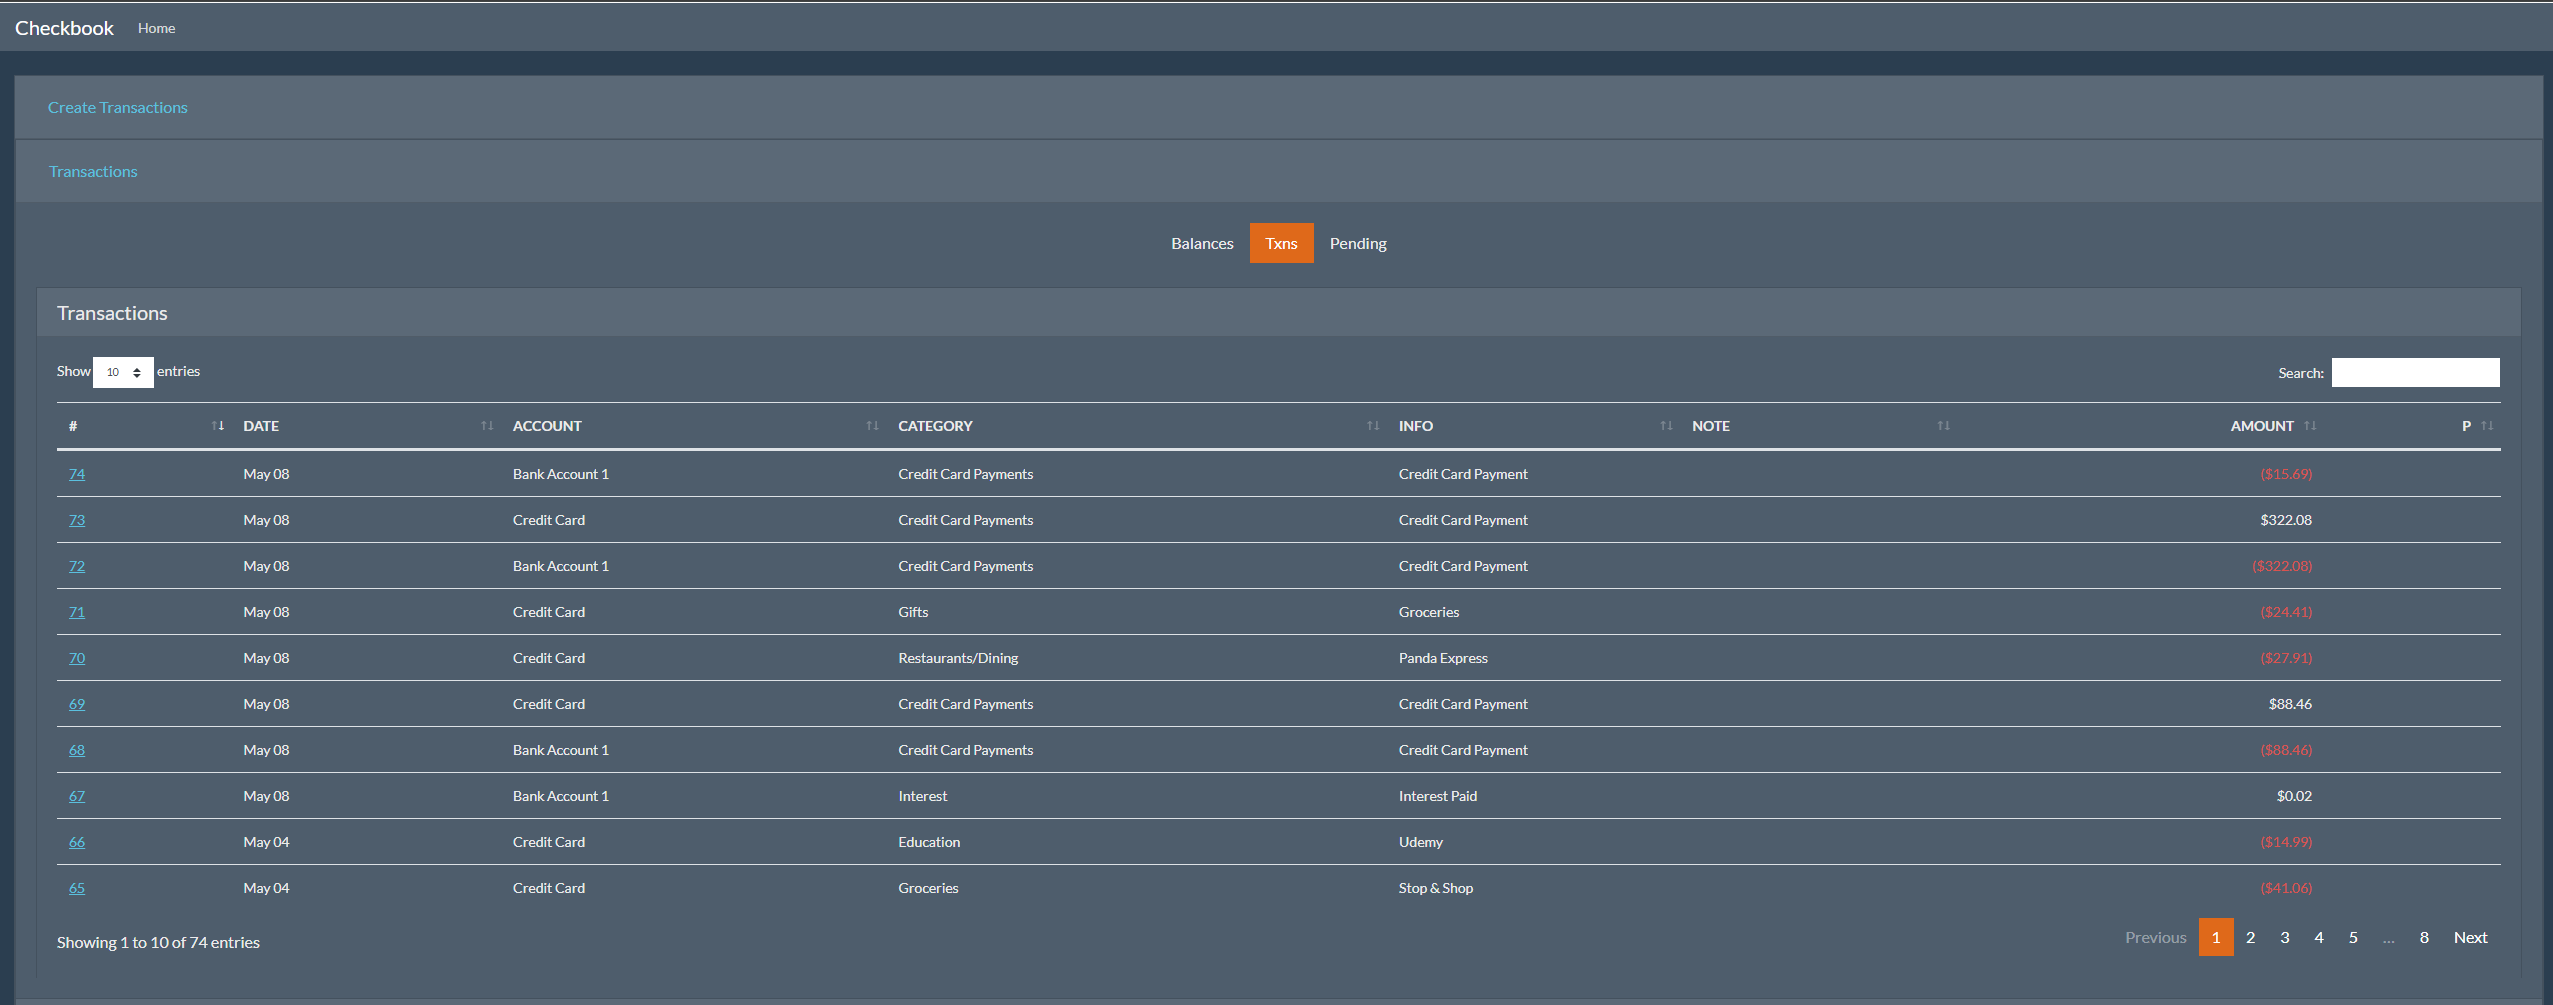 Checkbook Home
Create Transactions
Transactions
Balances Txns Pending
Transactions
Show 10 entries Search:
# DATE ACCOUNT CATEGORY INFO NOTE AMOUNT P
74 May 08 Bank Account 1 Credit Card Payments Credit Card Payment ($15.69)
73 May 08 Credit Card Credit Card Payments Credit Card Payment $322.08
72 May 08 Bank Account 1 Credit Card Payments Credit Card Payment ($322.08)
71 May 08 Credit Card Gifts Groceries ($24.41)
70 May 08 Credit Card Restaurants/Dining Panda Express ($27.91)
69 May 08 Credit Card Credit Card Payments Credit Card Payment $88.46
68 May 08 Bank Account 1 Credit Card Payments Credit Card Payment ($88.46)
67 May 08 Bank Account 1 Interest Interest Paid $0.02
66 May 04 Credit Card Education Udemy ($14.99)
65 May 04 Credit Card Groceries Stop & Shop ($41.06)
Showing 1 to 10 of 74 entries Previous 1 2 3 4 5 ... 8 Next